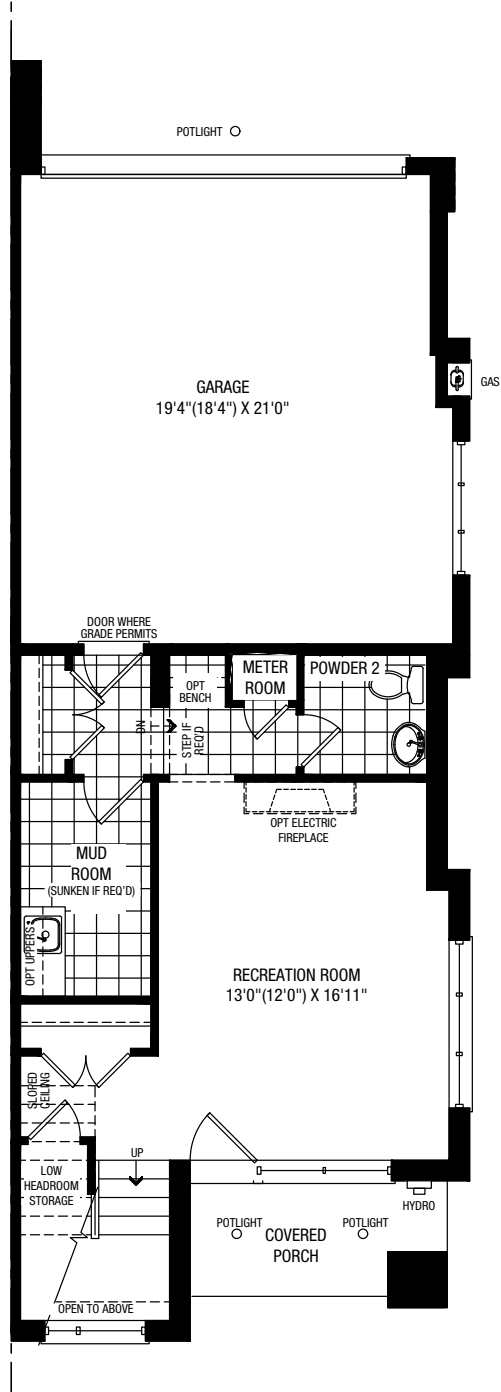 POTLIGHT
GARAGE
19'4"(18'4") X 21'0"
GAS
DOOR WHERE
GRADE PERMITS
OPT
BENCH
METER
ROOM
POWDER 2
DN
STEP IF
REQ'D
OPT ELECTRIC
FIREPLACE
MUD
ROOM
(SUNKEN IF REQ'D)
OPT UPPERS
RECREATION ROOM
13'0"(12'0") X 16'11"
SLOPED
CEILING
UP
LOW
HEADROOM
STORAGE
HYDRO
POTLIGHT
POTLIGHT
COVERED
PORCH
OPEN TO ABOVE